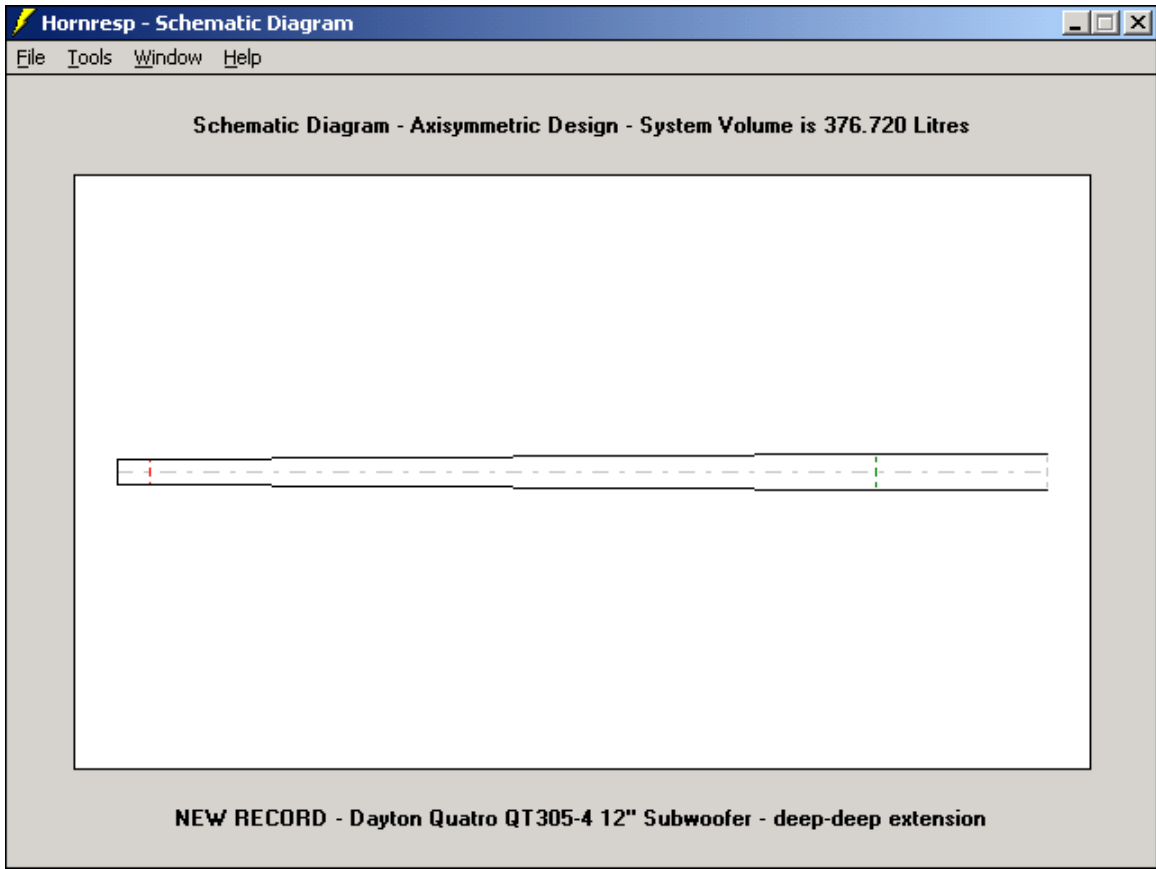 Hornresp - Schematic Diagram
File Tools Window Help
Schematic Diagram - Axisymmetric Design - System Volume is 376.720 Litres
NEW RECORD - Dayton Quatro QT305-4 12" Subwoofer - deep-deep extension